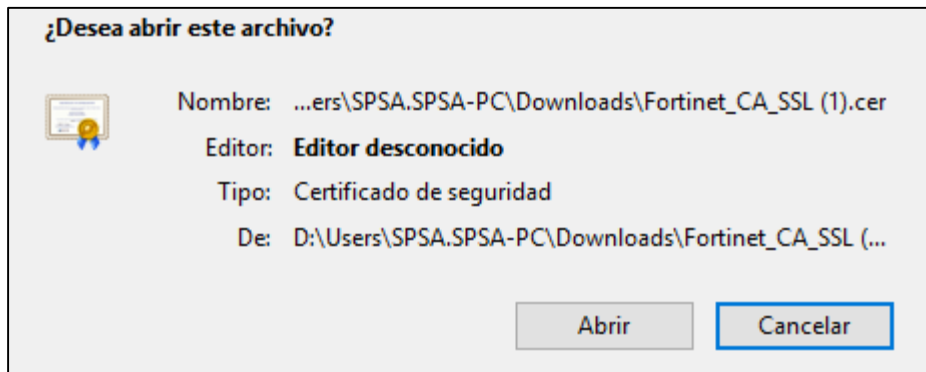 ¿Desea abrir este archivo?
Nombre: ...ers\SPSA.SPSA-PC\Downloads\Fortinet_CA_SSL (1).cer
Editor: Editor desconocido
Tipo: Certificado de seguridad
De: D:\Users\SPSA.SPSA-PC\Downloads\Fortinet_CA_SSL (...
Abrir Cancelar